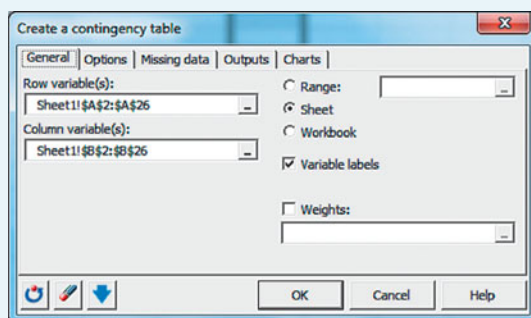 Create a contingency table
General Options Missing data Outputs Charts
Row variable(s):
Sheet1!$A$2:$A$26
Column variable(s):
Sheet1!$B$2:$B$26
Range:
Sheet
Workbook
Variable labels
Weights:
OK Cancel Help